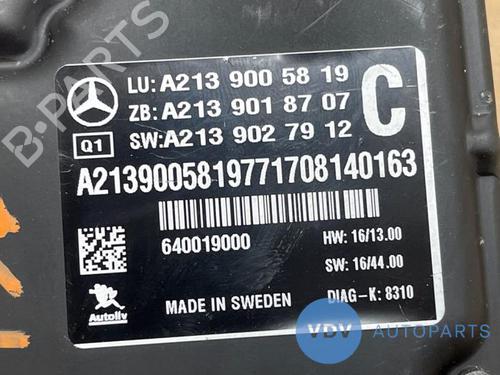 B-PARTS
LU: A213 900 58 19
ZB: A213 901 87 07
Q1
SW:A213 902 79 12
C
A2139005819771708140163
640019000
HW: 16/13.00
SW: 16/44.00
Autoliv
MADE IN SWEDEN
DIAG-K: 8310
VDV AUTOPARTS